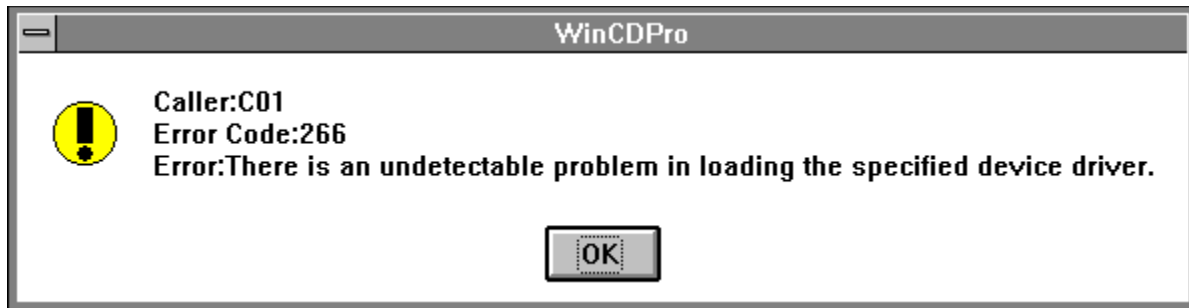 WinCDPro
Caller:C01
Error Code:266
Error:There is an undetectable problem in loading the specified device driver.
OK